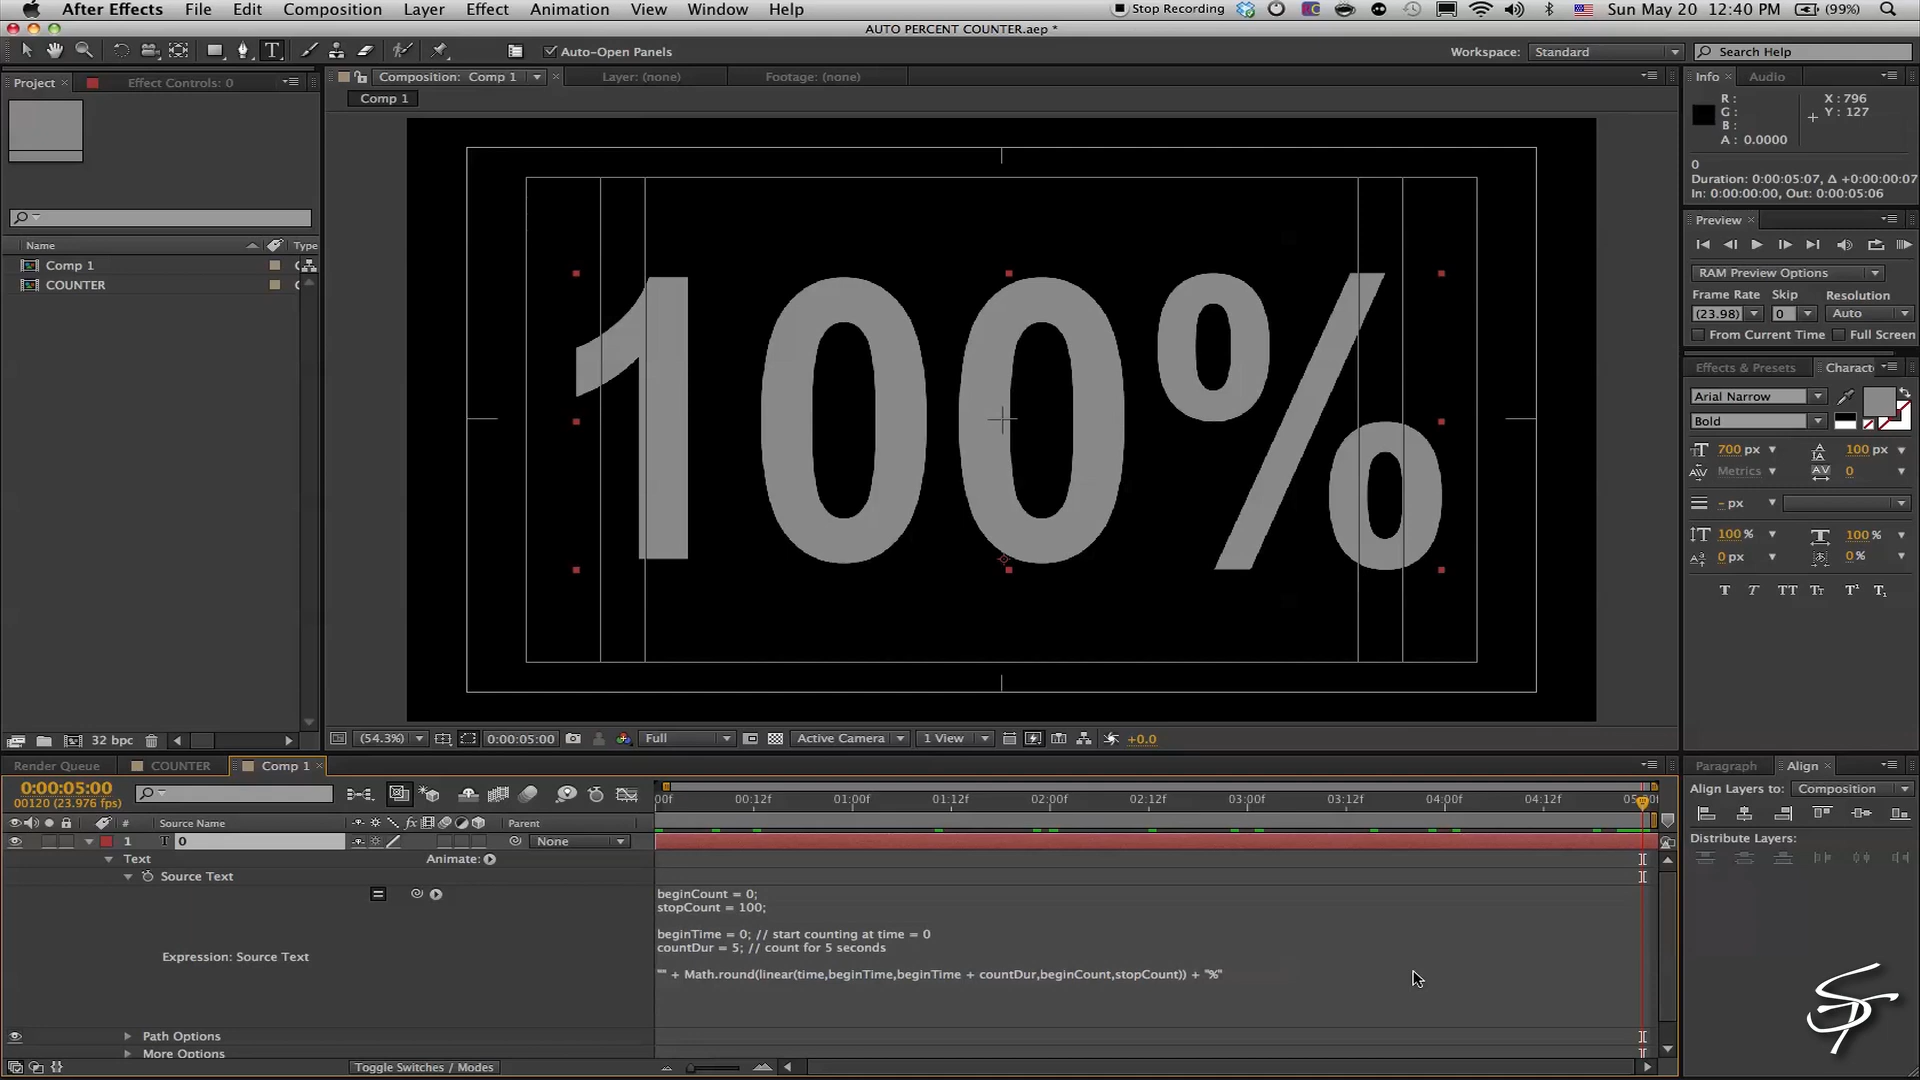 After Effects File Edit Composition Layer Effect Animation View Window Help
Stop Recording
Sun May 20 12:40 PM (99%)
AUTO PERCENT COUNTER.aep *
T Auto-Open Panels
Workspace: Standard
Search Help
Project
Effect Controls: 0
Composition: Comp 1
Layer: (none)
Footage: (none)
Comp 1
Info
Audio
R :
G :
B :
A : 0.0000
X : 796
Y : 127
0
Duration: 0:00:05:07, Δ +0:00:00:07
In: 0:00:00:00, Out: 0:00:05:06
Preview
RAM Preview Options
Frame Rate Skip Resolution
(23.98) 0 Auto
From Current Time Full Screen
Effects & Presets
Charact
Arial Narrow
Bold
700 px
100 px
Metrics
0
- px
100 %
100 %
0 px
0 %
T T TT Tт T¹ T₁
Name Type
Comp 1
COUNTER
100%
32 bpc
(54.3%) 0:00:05:00 Full Active Camera 1 View +0.0
Render Queue
COUNTER
Comp 1
0:00:05:00
00120 (23.976 fps)
00f 00:12f 01:00f 01:12f 02:00f 02:12f 03:00f 03:12f 04:00f 04:12f
# Source Name fx Parent
1 T 0 None
Text Animate:
Source Text
beginCount = 0;
stopCount = 100;
beginTime = 0; // start counting at time = 0
countDur = 5; // count for 5 seconds
Expression: Source Text
"" + Math.round(linear(time,beginTime,beginTime + countDur,beginCount,stopCount)) + "%"
Path Options
More Options
Toggle Switches / Modes
Paragraph
Align
Align Layers to: Composition
Distribute Layers: